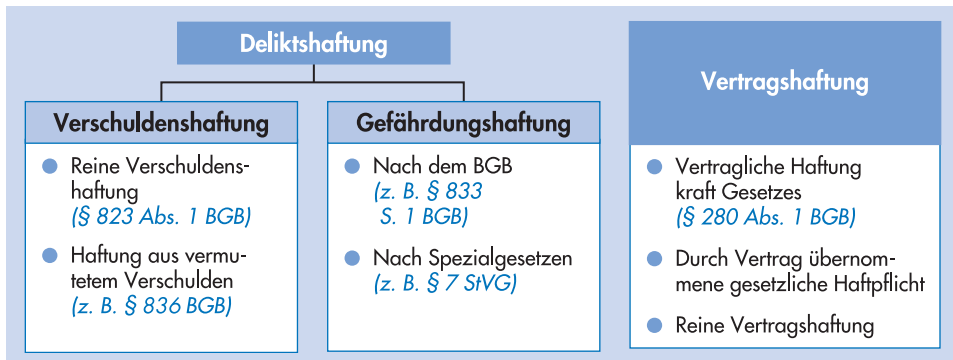 Deliktshaftung
Verschuldenshaftung
Reine Verschuldens-
haftung
(§ 823 Abs. 1 BGB)
Haftung aus vermu-
tetem Verschulden
(z. B. § 836 BGB)
Gefährdungshaftung
Nach dem BGB
(z. B. § 833
S. 1 BGB)
Nach Spezialgesetzen
(z. B. § 7 StVG)
Vertragshaftung
Vertragliche Haftung
kraft Gesetzes
(§ 280 Abs. 1 BGB)
Durch Vertrag übernom-
mene gesetzliche Haftpflicht
Reine Vertragshaftung